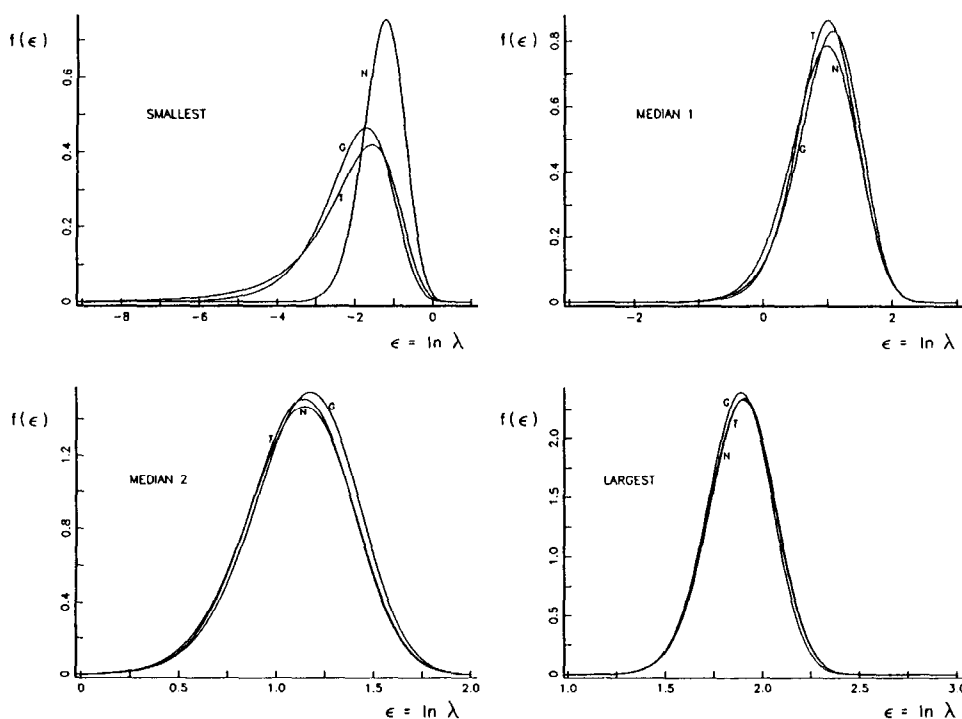 f(ϵ)
0.6
0.4
0.2
0
SMALLEST
N
G
T
-8
-6
-4
-2
0
ϵ = ln λ
f(ϵ)
0.8
0.6
0.4
0.2
0
MEDIAN 1
T
N
G
-2
0
2
ϵ = ln λ
f(ϵ)
1.2
0.8
0.4
0
MEDIAN 2
T
N
G
0
0.5
1.0
1.5
2.0
ϵ = ln λ
f(ϵ)
2.0
1.5
1.0
0.5
0
LARGEST
G
T
N
1.0
1.5
2.0
2.5
3.0
ϵ = ln λ